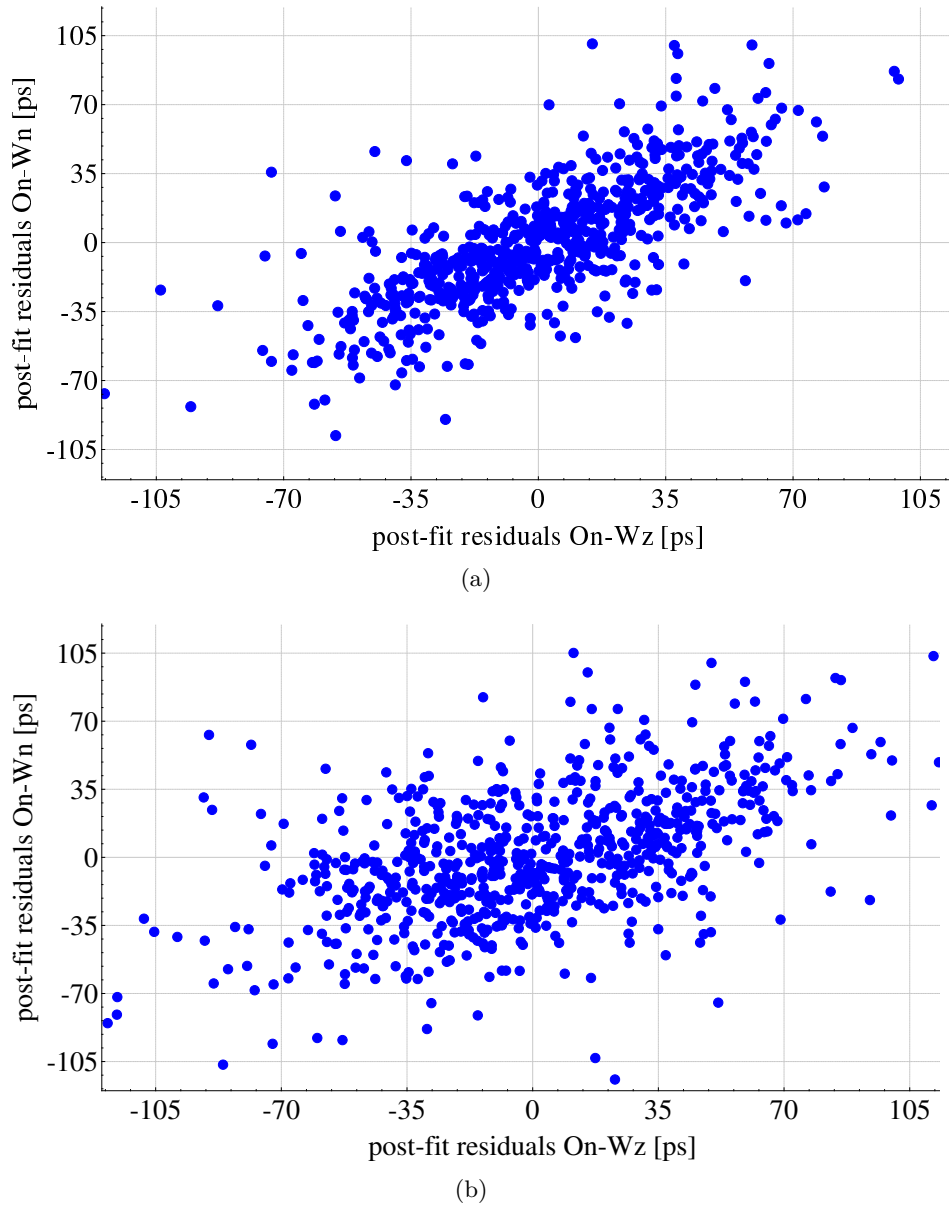 105
70
35
0
-35
-70
-105
post-fit residuals On-Wn [ps]
-105 -70 -35 0 35 70 105
post-fit residuals On-Wz [ps]
(a)
105
70
35
0
-35
-70
-105
post-fit residuals On-Wn [ps]
-105 -70 -35 0 35 70 105
post-fit residuals On-Wz [ps]
(b)